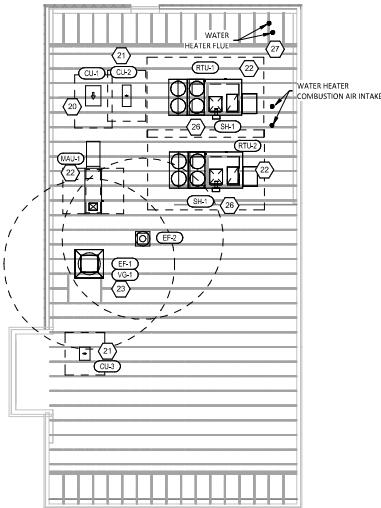 WATER
HEATER FLUE
27
21
CU-1
CU-2
RTU-1
22
20
WATER HEATER
COMBUSTION AIR INTAKE
26
SH-1
RTU-2
MAU-1
22
22
SH-1
26
EF-2
EF-1
VG-1
23
21
CU-3